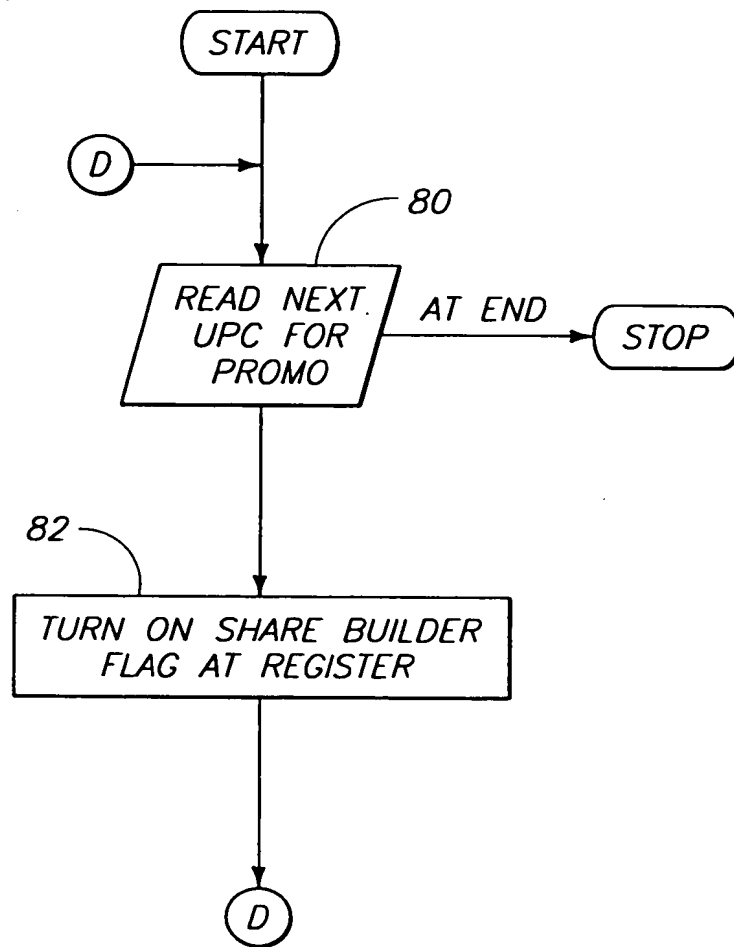 START
D
80
READ NEXT
UPC FOR
PROMO
AT END
STOP
82
TURN ON SHARE BUILDER
FLAG AT REGISTER
D